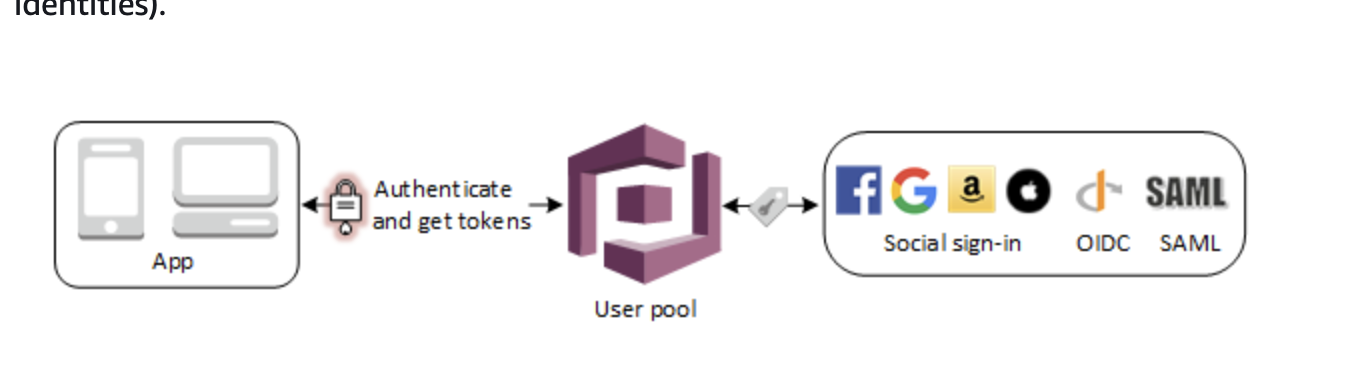 identities).
Authenticate
and get tokens
App
User pool
f
G
a
SAML
Social sign-in
OIDC
SAML